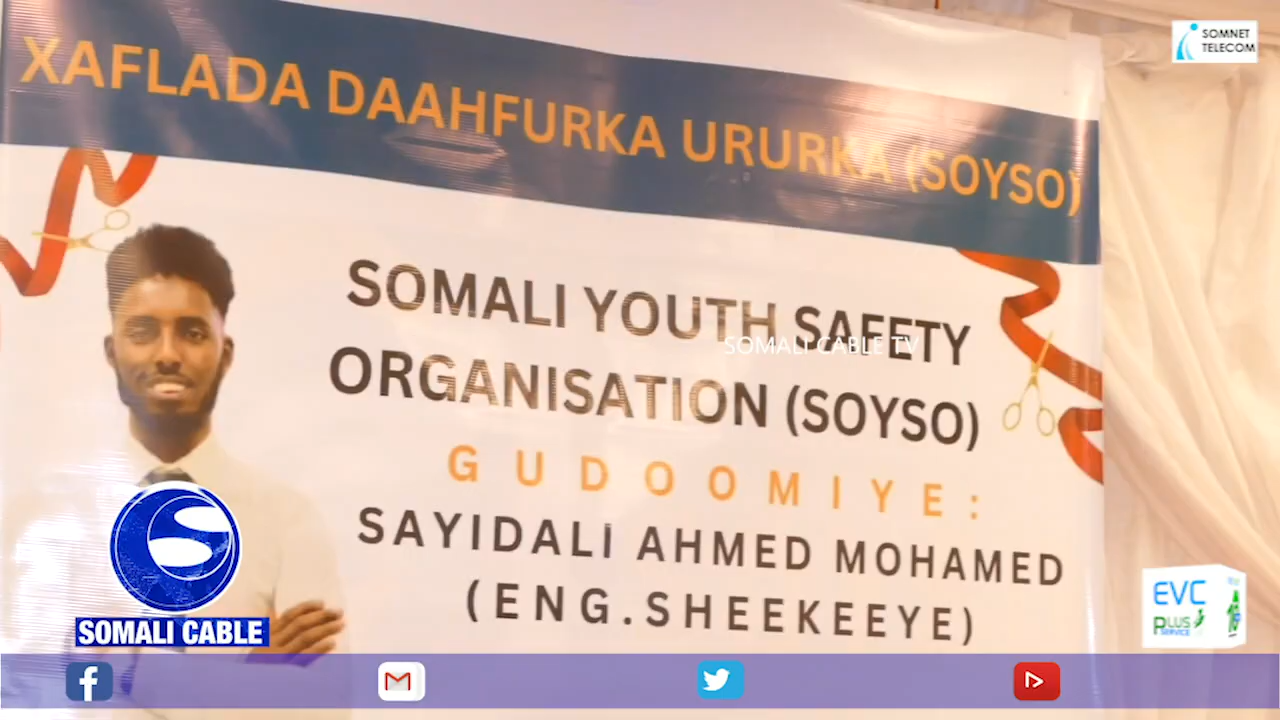 XAFLADA DAAHFURKA URURKA (SOYSO)
SOMNET
TELECOM
SOMALI YOUTH SAFETY
ORGANISATION (SOYSO)
SOMALI CABLE TV
GUDOOMIYE:
SAYIDALI AHMED MOHAMED
(ENG.SHEEKEEYE)
SOMALI CABLE
EVC
PLUS
SERVICE